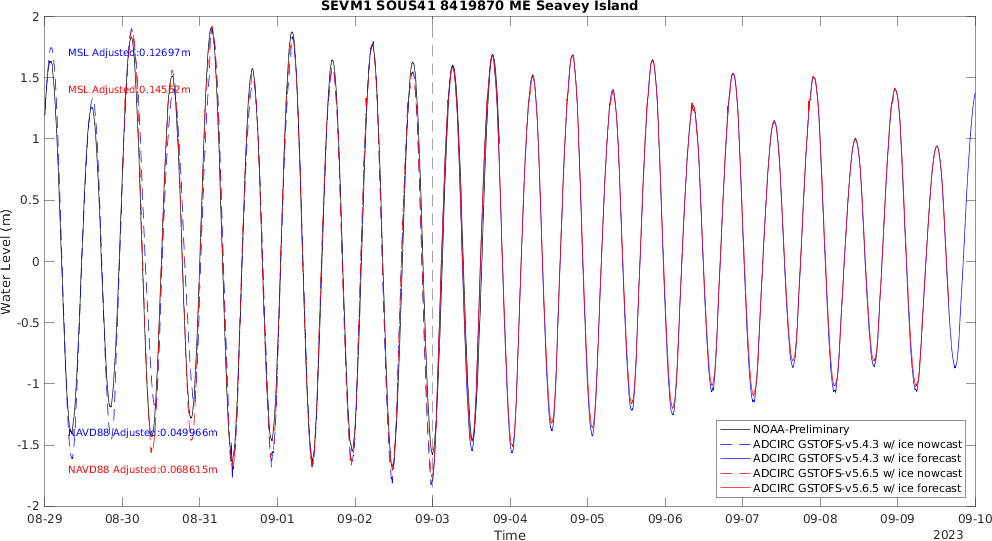 SEVM1 SOUS41 8419870 ME Seavey Island
MSL Adjusted:0.12697m
MSL Adjusted:0.14552m
NAVD88 Adjusted:0.049966m
NAVD88 Adjusted:0.068615m
Water Level (m)
2
1.5
1
0.5
0
-0.5
-1
-1.5
-2
NOAA-Preliminary
ADCIRC GSTOFS-v5.4.3 w/ ice nowcast
ADCIRC GSTOFS-v5.4.3 w/ ice forecast
ADCIRC GSTOFS-v5.6.5 w/ ice nowcast
ADCIRC GSTOFS-v5.6.5 w/ ice forecast
08-29 08-30 08-31 09-01 09-02 09-03 09-04 09-05 09-06 09-07 09-08 09-09 09-10
Time
2023